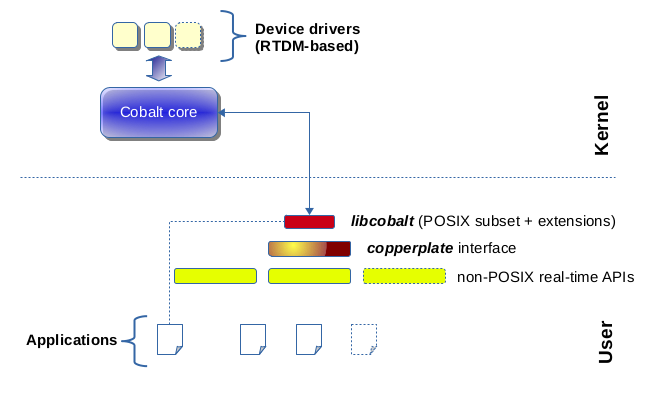 Device drivers
(RTDM-based)
Cobalt core
Kernel
libcobalt (POSIX subset + extensions)
copperplate interface
non-POSIX real-time APIs
Applications
User